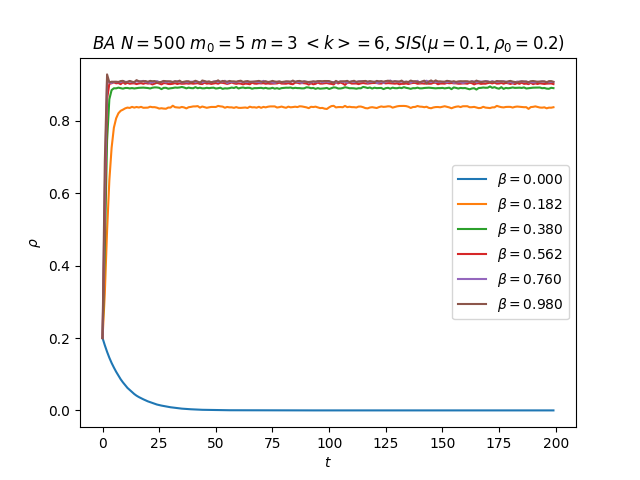 BA N = 500 m₀ = 5 m = 3 < k >= 6, SIS(μ = 0.1, ρ₀ = 0.2)
ρ
0.8
0.6
0.4
0.2
0.0
β = 0.000
β = 0.182
β = 0.380
β = 0.562
β = 0.760
β = 0.980
0 25 50 75 100 125 150 175 200
t